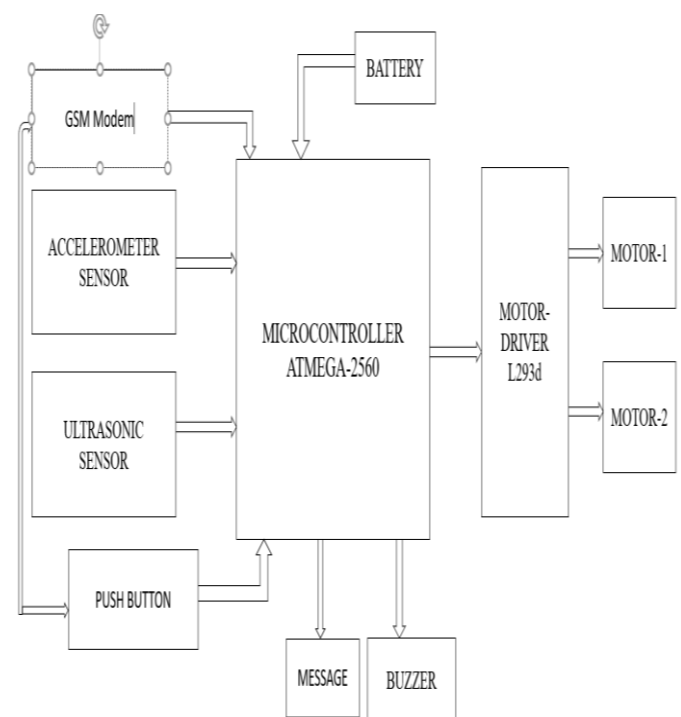 GSM Modem
BATTERY
ACCELEROMETER
SENSOR
MICROCONTROLLER
ATMEGA-2560
MOTOR-
DRIVER
L293d
MOTOR-1
MOTOR-2
ULTRASONIC
SENSOR
PUSH BUTTON
MESSAGE
BUZZER